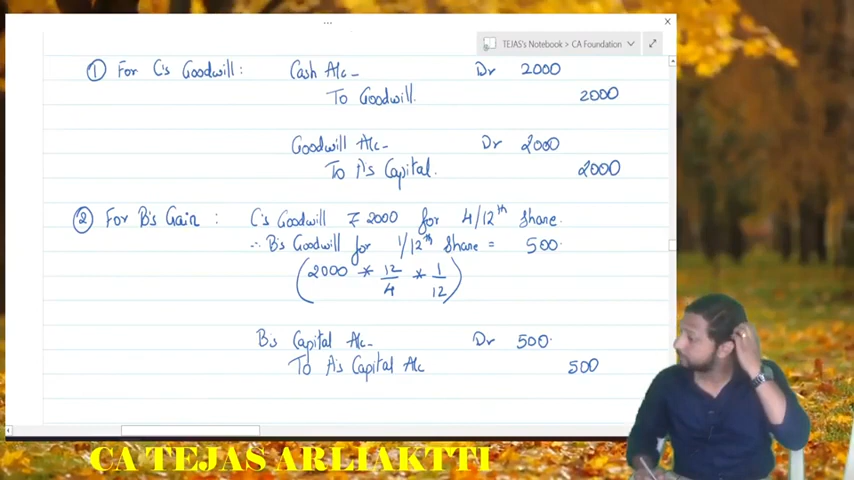 TEJAS's Notebook > CA Foundation
① For C's Goodwill: Cash A/c- Dr 2000
To Goodwill. 2000
Goodwill A/c- Dr 2000
To A's Capital. 2000
② For B's Gain : C's Goodwill ₹ 2000 for 4/12th Share.
∴ B's Goodwill for 1/12th Share = 500.
(2000 * 12/4 * 1/12)
B's Capital A/c- Dr 500.
To A's Capital A/c 500
CA TEJAS ARLIAKTTI